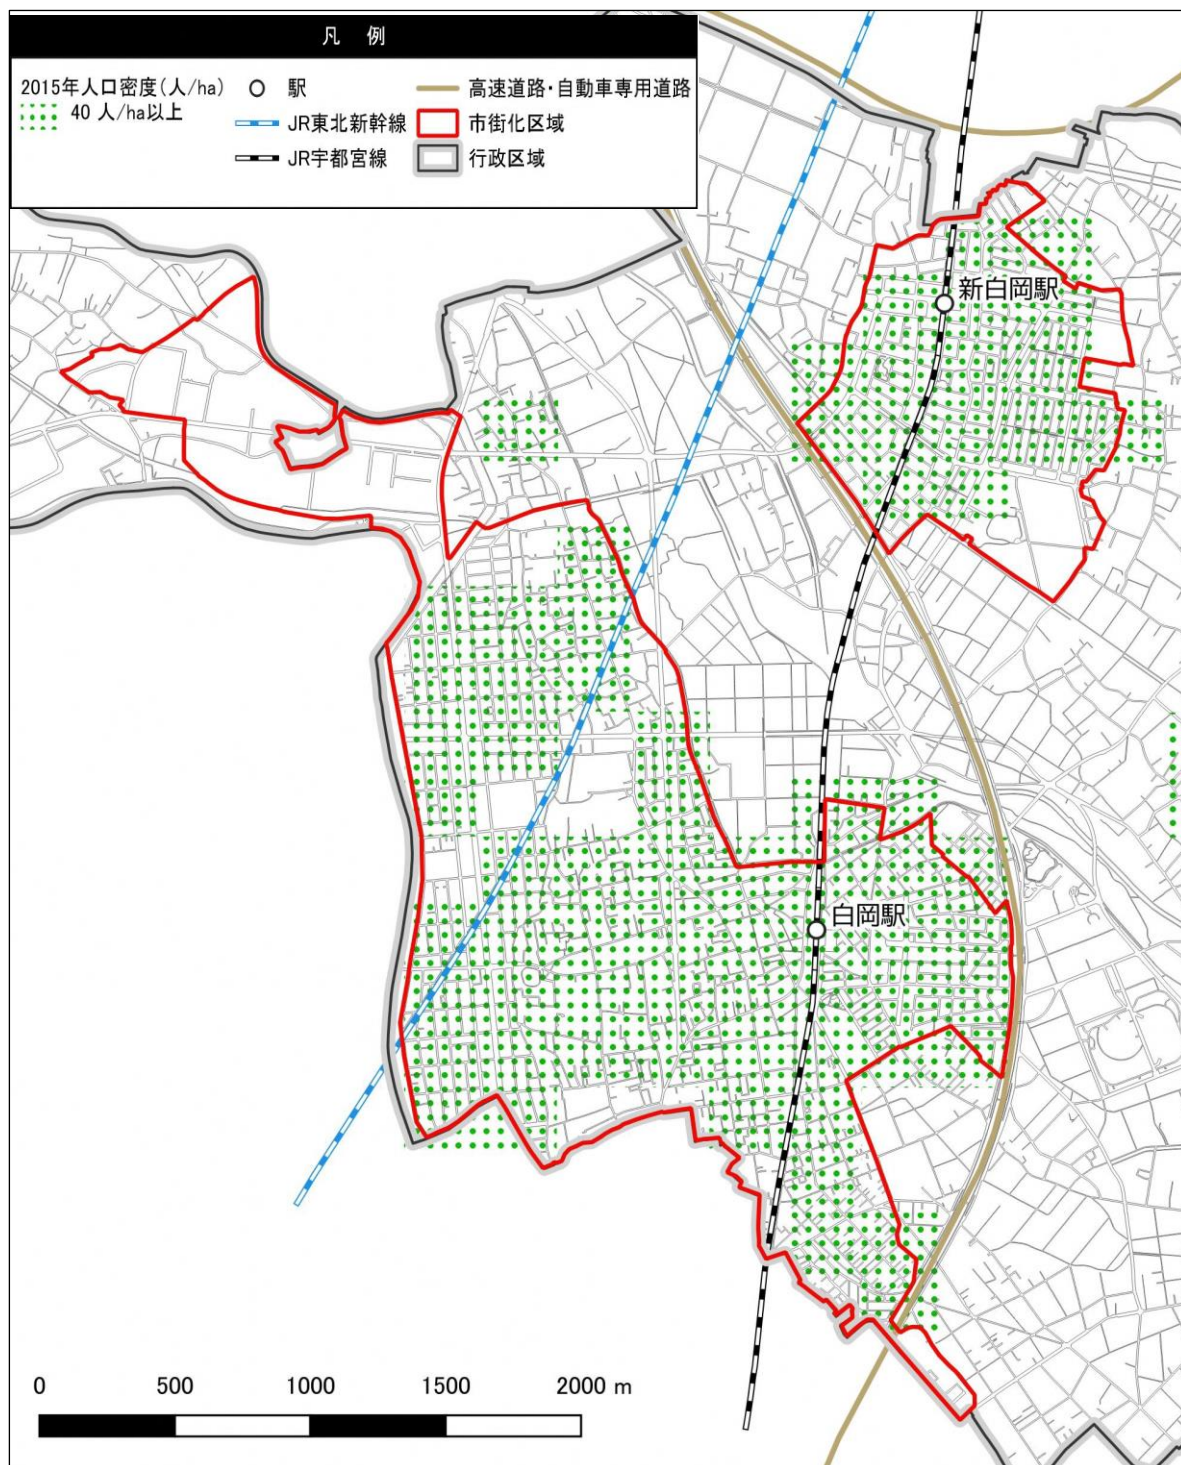 凡 例
2015年人口密度(人/ha)
40 人/ha以上
駅
JR東北新幹線
JR宇都宮線
高速道路・自動車専用道路
市街化区域
行政区域
新白岡駅
白岡駅
0 500 1000 1500 2000 m